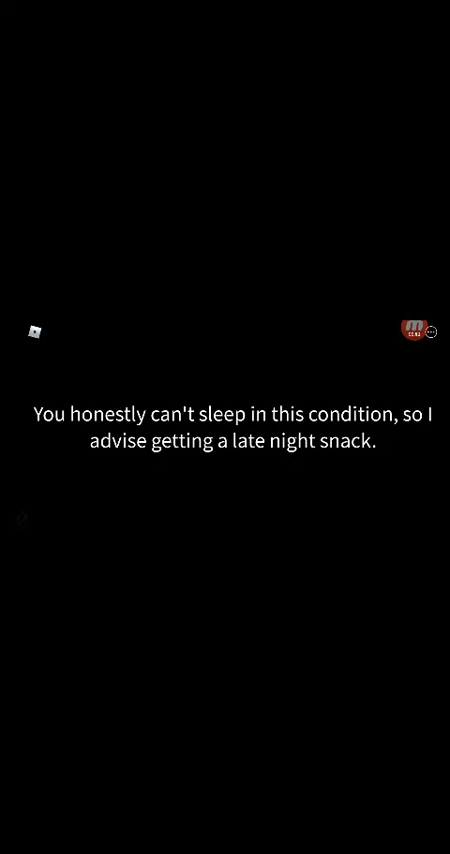 You honestly can't sleep in this condition, so I
advise getting a late night snack.